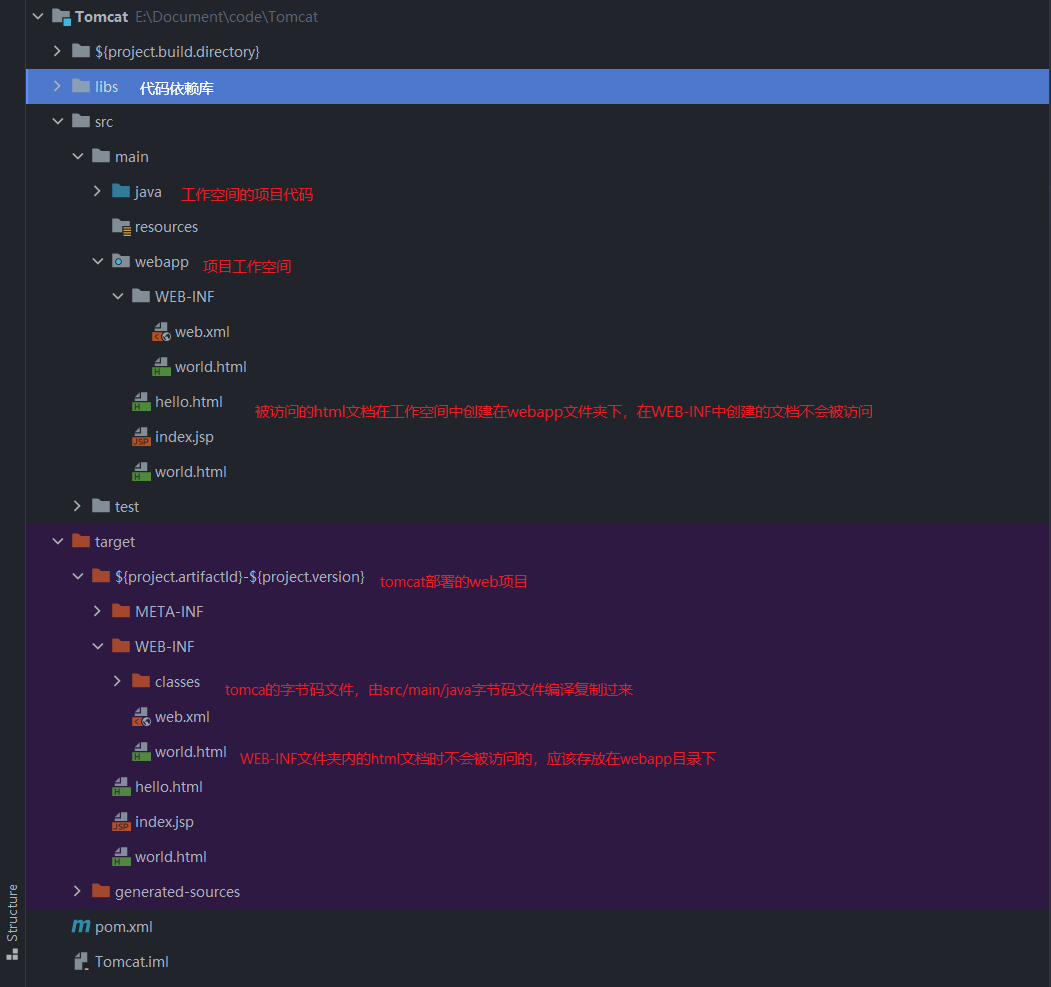 Tomcat E:\Document\code\Tomcat
${project.build.directory}
libs 代码依赖库
src
main
java 工作空间的项目代码
resources
webapp 项目工作空间
WEB-INF
web.xml
world.html
hello.html 被访问的html文档在工作空间中创建在webapp文件夹下，在WEB-INF中创建的文档不会被访问
index.jsp
world.html
test
target
${project.artifactId}-${project.version} tomcat部署的web项目
META-INF
WEB-INF
classes tomca的字节码文件，由src/main/java字节码文件编译复制过来
web.xml
world.html WEB-INF文件夹内的html文档时不会被访问的，应该存放在webapp目录下
hello.html
index.jsp
world.html
generated-sources
pom.xml
Tomcat.iml
Structure